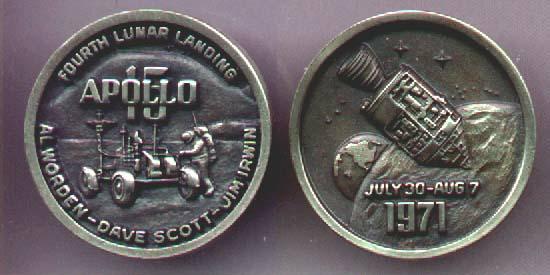 FOURTH LUNAR LANDING
APOLLO
15
AL WORDEN - DAVE SCOTT - JIM IRWIN
JULY 30-AUG 7
1971